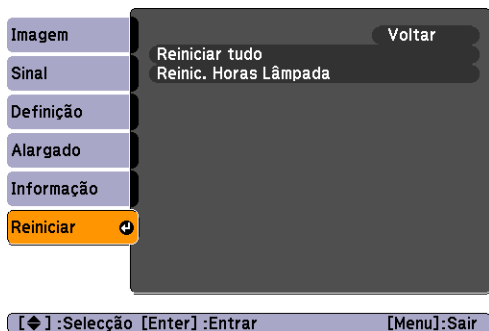 Imagem
Sinal
Definição
Alargado
Informação
Reiniciar
Voltar
Reiniciar tudo
Reinic. Horas Lâmpada
[ ] :Selecção [Enter] :Entrar [Menu]:Sair